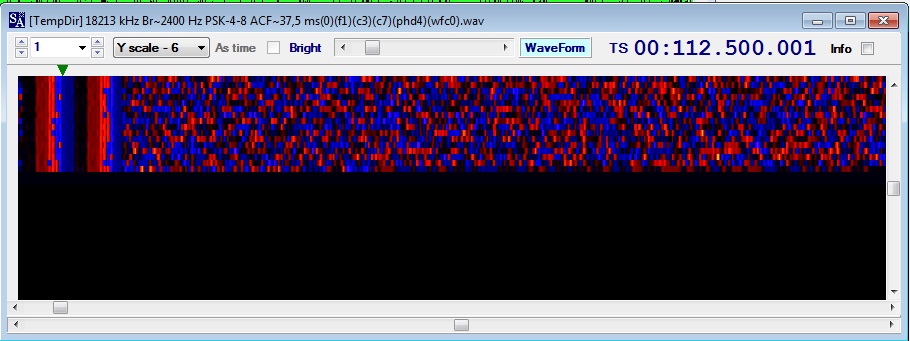 SA [TempDir] 18213 kHz Br~2400 Hz PSK-4-8 ACF~37,5 ms(0)(f1)(c3)(c7)(phd4)(wfc0).wav
1 Y scale - 6 As time Bright WaveForm TS 00:112.500.001 Info